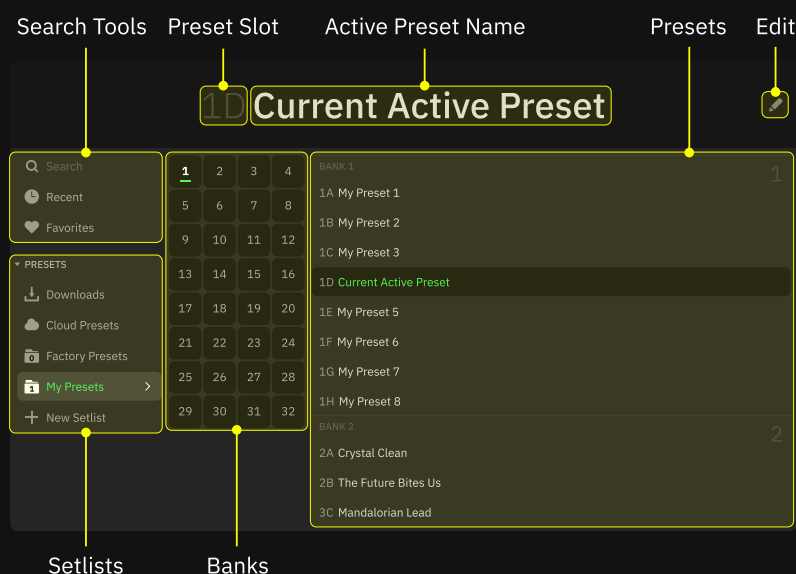 Search Tools Preset Slot Active Preset Name Presets Edit
1D Current Active Preset
Search
Recent
Favorites
PRESETS
Downloads
Cloud Presets
0 Factory Presets
1 My Presets
New Setlist
1 2 3 4
5 6 7 8
9 10 11 12
13 14 15 16
17 18 19 20
21 22 23 24
25 26 27 28
29 30 31 32
BANK 1 1
1A My Preset 1
1B My Preset 2
1C My Preset 3
1D Current Active Preset
1E My Preset 5
1F My Preset 6
1G My Preset 7
1H My Preset 8
BANK 2 2
2A Crystal Clean
2B The Future Bites Us
3C Mandalorian Lead
Setlists Banks